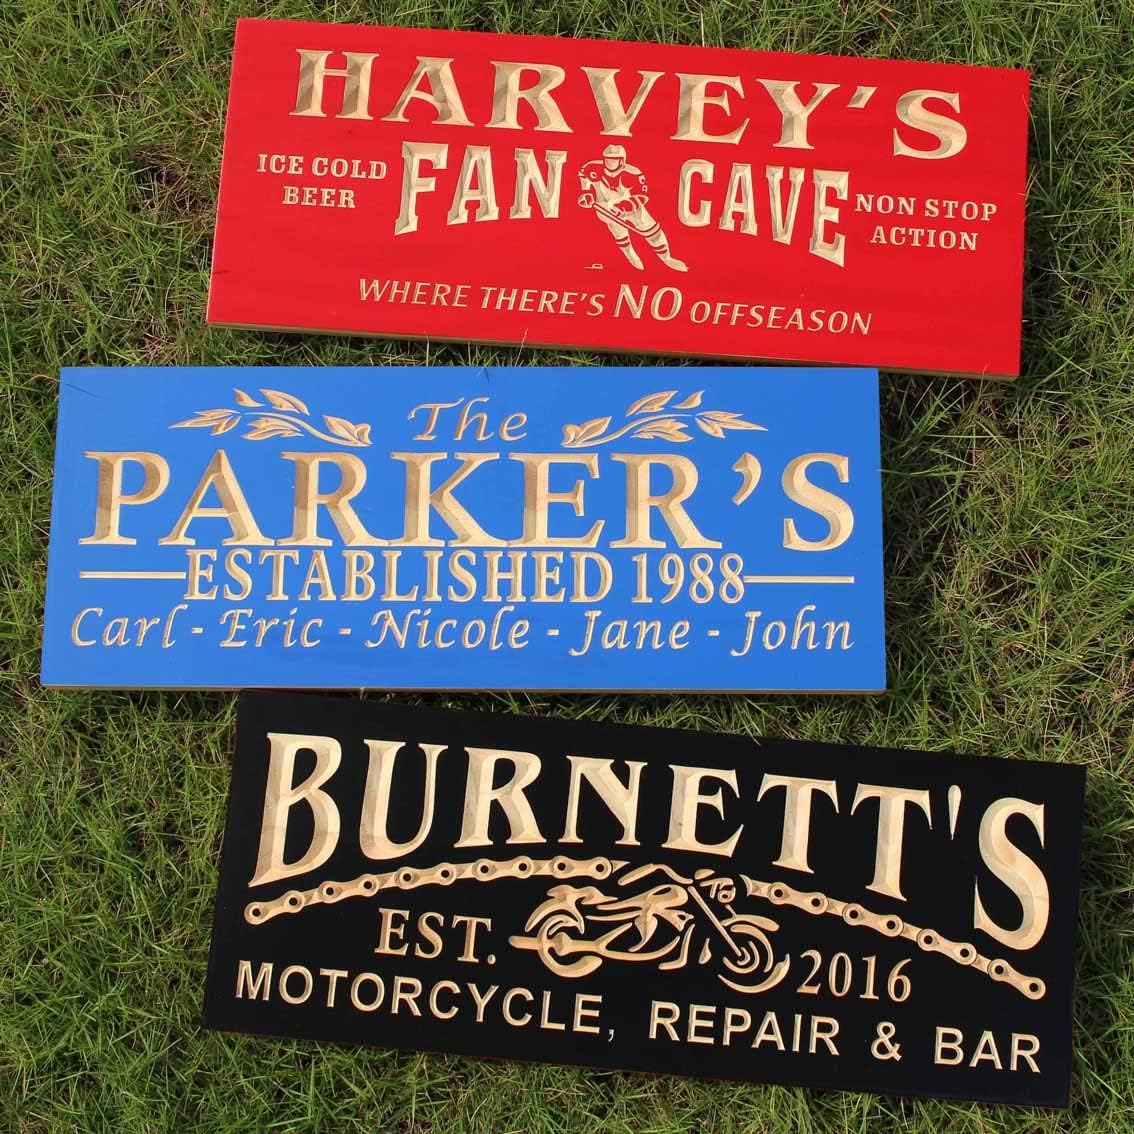 HARVEY'S
ICE COLD
BEER
FAN CAVE
NON STOP
ACTION
WHERE THERE'S NO OFFSEASON
The
PARKER'S
ESTABLISHED 1988
Carl - Eric - Nicole - Jane - John
BURNETT'S
EST. 2016
MOTORCYCLE, REPAIR & BAR